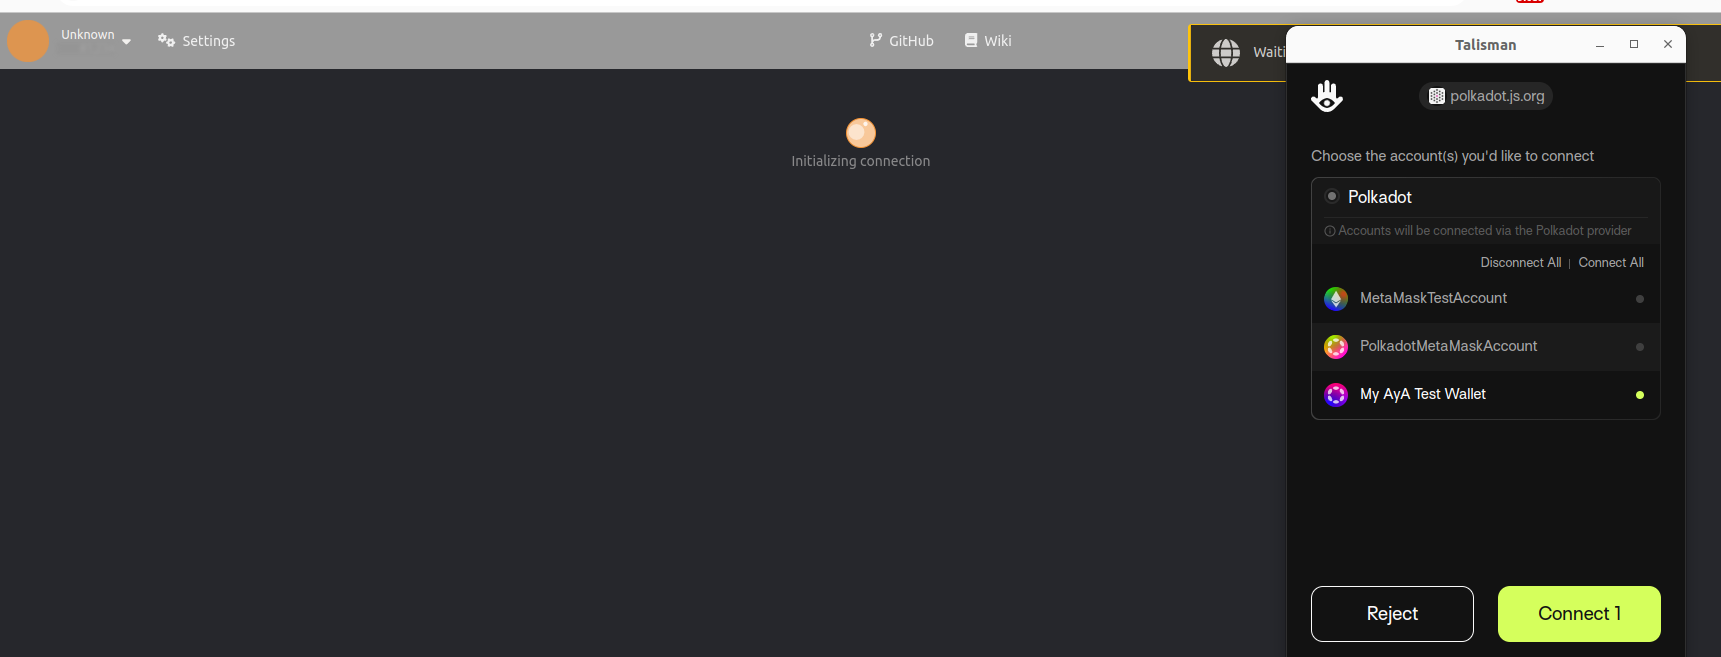 Unknown
Settings
GitHub
Wiki
Waiti
Initializing connection
Talisman
polkadot.js.org
Choose the account(s) you'd like to connect
Polkadot
Accounts will be connected via the Polkadot provider
Disconnect All | Connect All
MetaMaskTestAccount
PolkadotMetaMaskAccount
My AyA Test Wallet
Reject
Connect 1